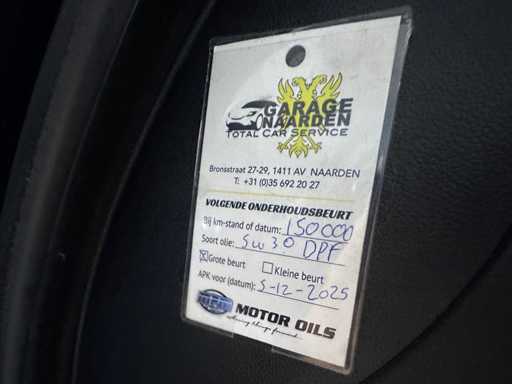 GARAGE
NAARDEN
TOTAL CAR SERVICE
Bronsstraat 27-29, 1411 AV NAARDEN
T: +31 (0)35 692 20 27
VOLGENDE ONDERHOUDSBEURT
Bij km-stand of datum: 150000
Soort olie: 5w30 DPF
Grote beurt Kleine beurt
APK voor (datum): 5-12-2025
MOTOR OILS